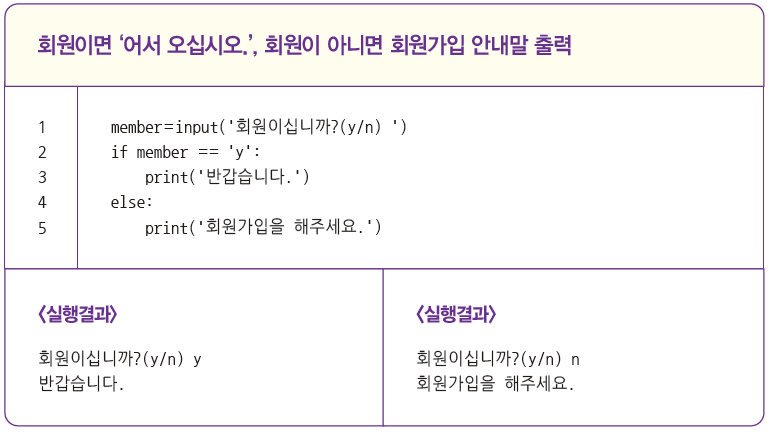 회원이면 ‘어서 오십시오.’, 회원이 아니면 회원가입 안내말 출력
1 member=input('회원이십니까?(y/n) ')
2 if member == 'y':
3 print('반갑습니다.')
4 else:
5 print('회원가입을 해주세요.')
<실행결과>
회원이십니까?(y/n) y
반갑습니다.
<실행결과>
회원이십니까?(y/n) n
회원가입을 해주세요.